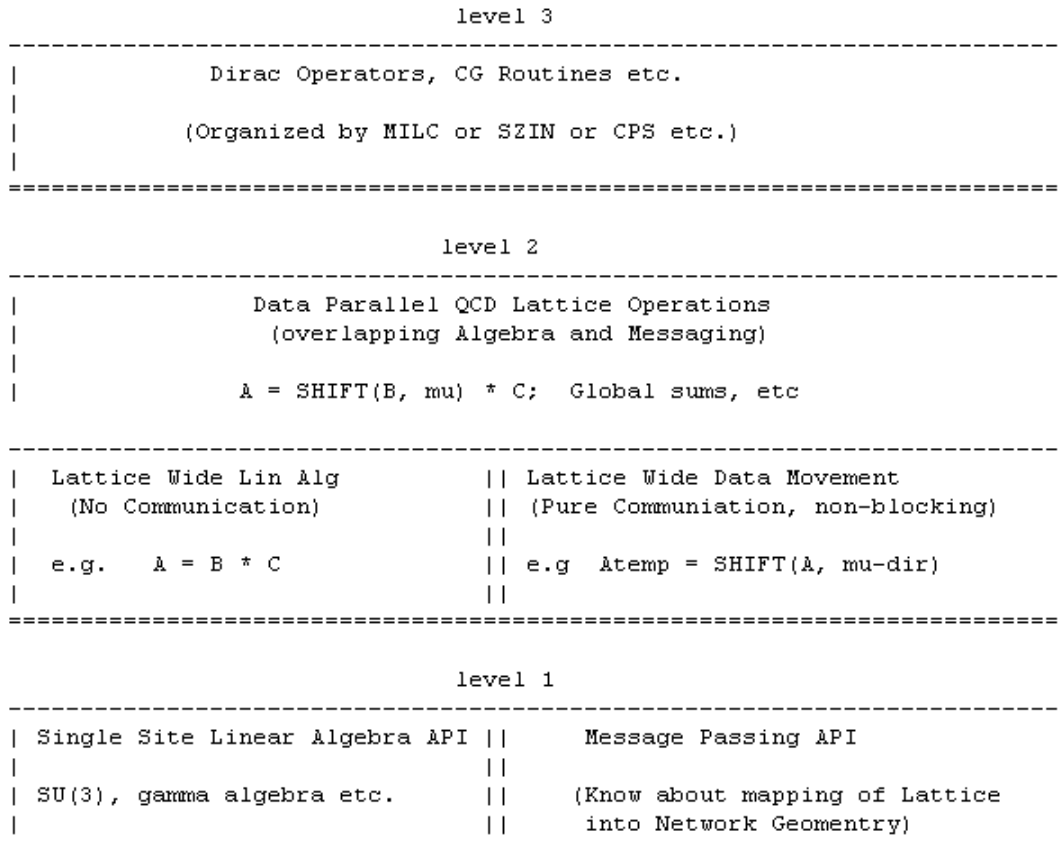 level 3
Dirac Operators, CG Routines etc.
(Organized by MILC or SZIN or CPS etc.)
level 2
Data Parallel QCD Lattice Operations
(overlapping Algebra and Messaging)
A = SHIFT(B, mu) * C;  Global sums, etc
Lattice Wide Lin Alg || Lattice Wide Data Movement
(No Communication) || (Pure Communiation, non-blocking)
e.g.   A = B * C || e.g  Atemp = SHIFT(A, mu-dir)
level 1
Single Site Linear Algebra API || Message Passing API
SU(3), gamma algebra etc. || (Know about mapping of Lattice
into Network Geomentry)